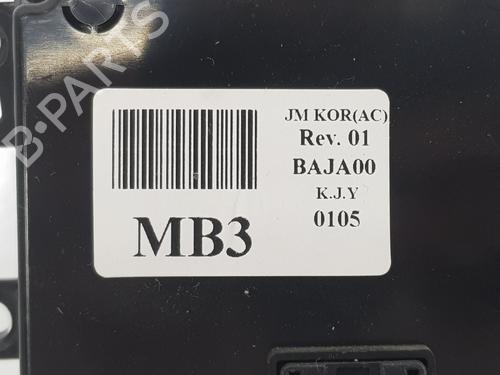 JM KOR(AC)
Rev. 01
BAJA00
K.J.Y
0105
MB3
B-PARTS